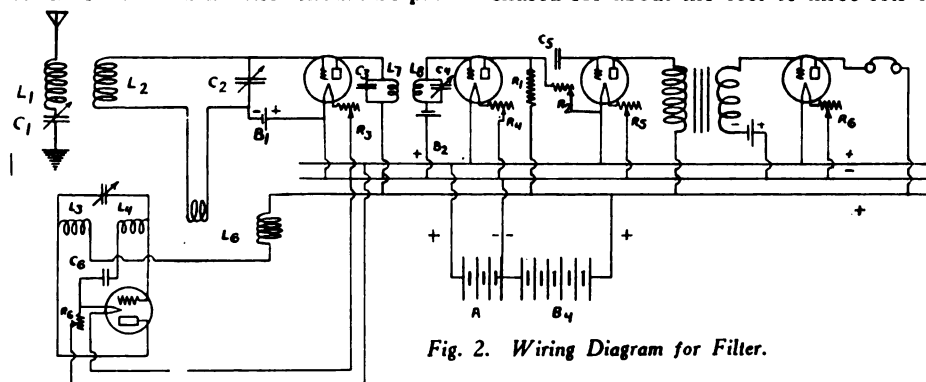 L1
C1
L2
C2
B1
R3
C3
L7
L8
C4
B2
R4
R1
C5
R2
R5
R6
L3
L4
C6
R6
L6
A
B4
Fig. 2. Wiring Diagram for Filter.